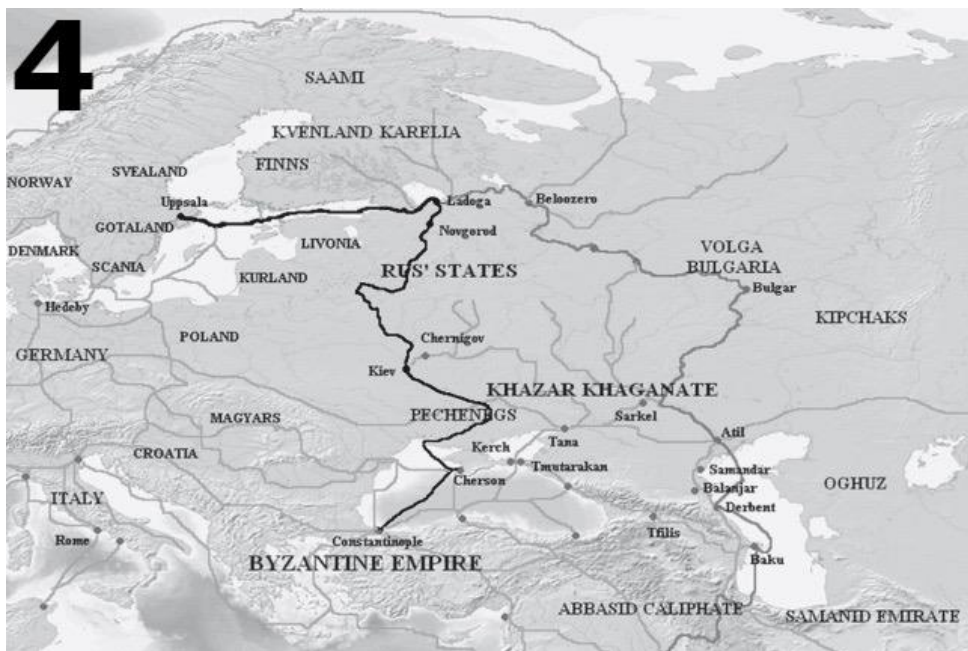 4
SAAMI
KVENLAND KARELIA
FINNS
SVEALAND
NORWAY
Uppsala
Ladoga
Beloozero
GOTALAND
Novgorod
LIVONIA
DENMARK
SCANIA
KURLAND
RUS' STATES
VOLGA
BULGARIA
Bulgar
Hedeby
KIPCHAKS
POLAND
Chernigov
GERMANY
Kiev
KHAZAR KHAGANATE
MAGYARS
PECHENEGS
Sarkel
Tana
Atil
CROATIA
Kerch
Tmutarakan
Samandar
Cherson
OGHUZ
ITALY
Balanjar
Derbent
Rome
Constantinople
Tfilis
BYZANTINE EMPIRE
Baku
ABBASID CALIPHATE
SAMANID EMIRATE